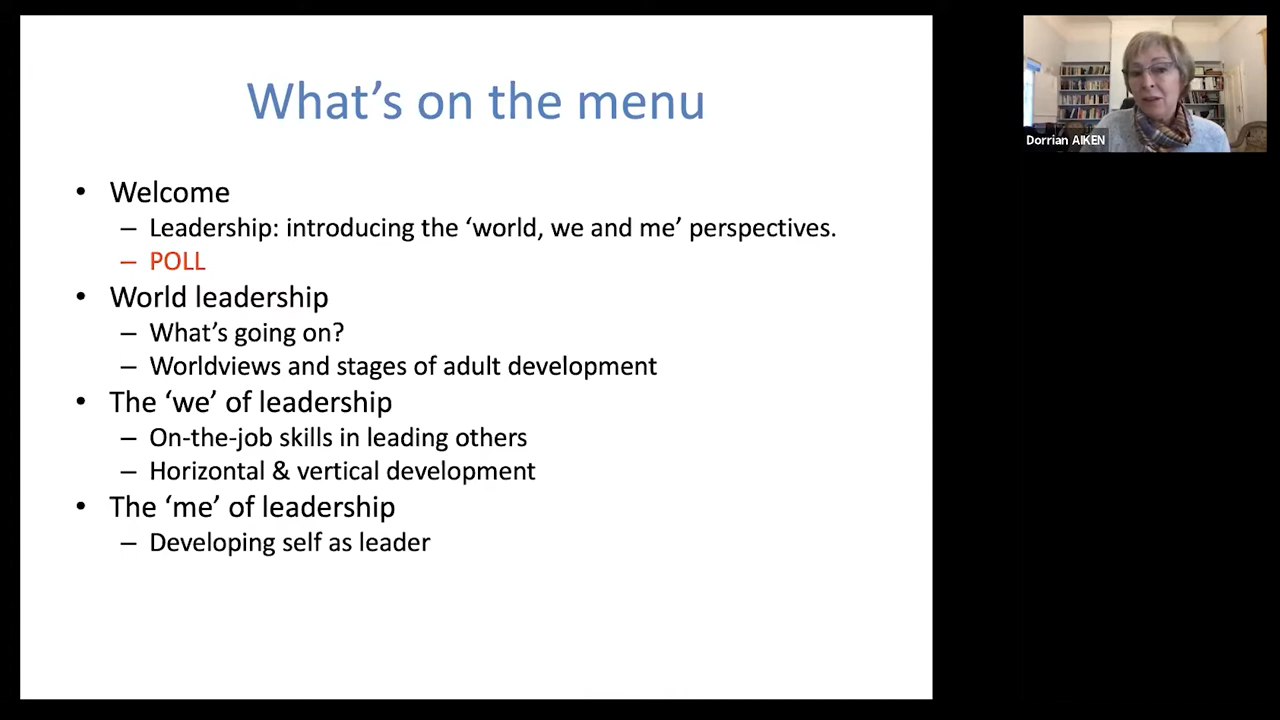 What’s on the menu
• Welcome
– Leadership: introducing the ‘world, we and me’ perspectives.
– POLL
• World leadership
– What’s going on?
– Worldviews and stages of adult development
• The ‘we’ of leadership
– On-the-job skills in leading others
– Horizontal & vertical development
• The ‘me’ of leadership
– Developing self as leader
Dorrian AIKEN